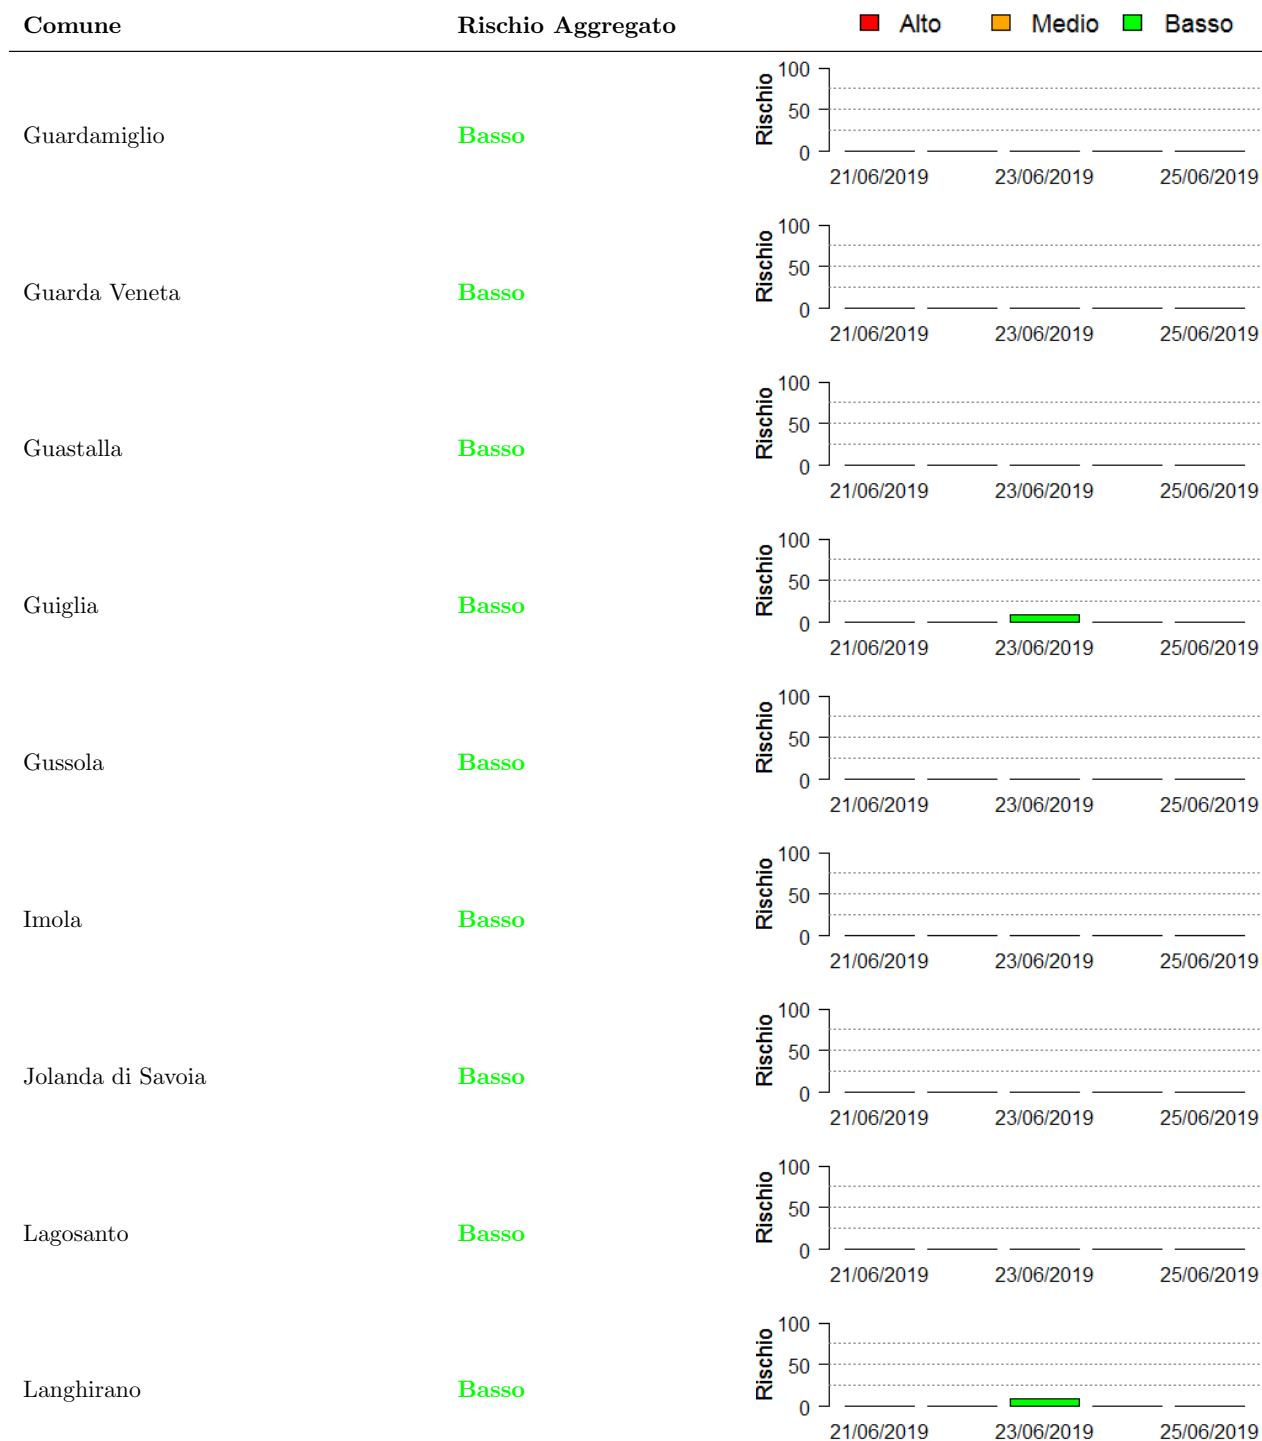 Comune Rischio Aggregato Alto Medio Basso
Guardamiglio Basso
Rischio
100
50
0
21/06/2019 23/06/2019 25/06/2019
Guarda Veneta Basso
Rischio
100
50
0
21/06/2019 23/06/2019 25/06/2019
Guastalla Basso
Rischio
100
50
0
21/06/2019 23/06/2019 25/06/2019
Guiglia Basso
Rischio
100
50
0
21/06/2019 23/06/2019 25/06/2019
Gussola Basso
Rischio
100
50
0
21/06/2019 23/06/2019 25/06/2019
Imola Basso
Rischio
100
50
0
21/06/2019 23/06/2019 25/06/2019
Jolanda di Savoia Basso
Rischio
100
50
0
21/06/2019 23/06/2019 25/06/2019
Lagosanto Basso
Rischio
100
50
0
21/06/2019 23/06/2019 25/06/2019
Langhirano Basso
Rischio
100
50
0
21/06/2019 23/06/2019 25/06/2019